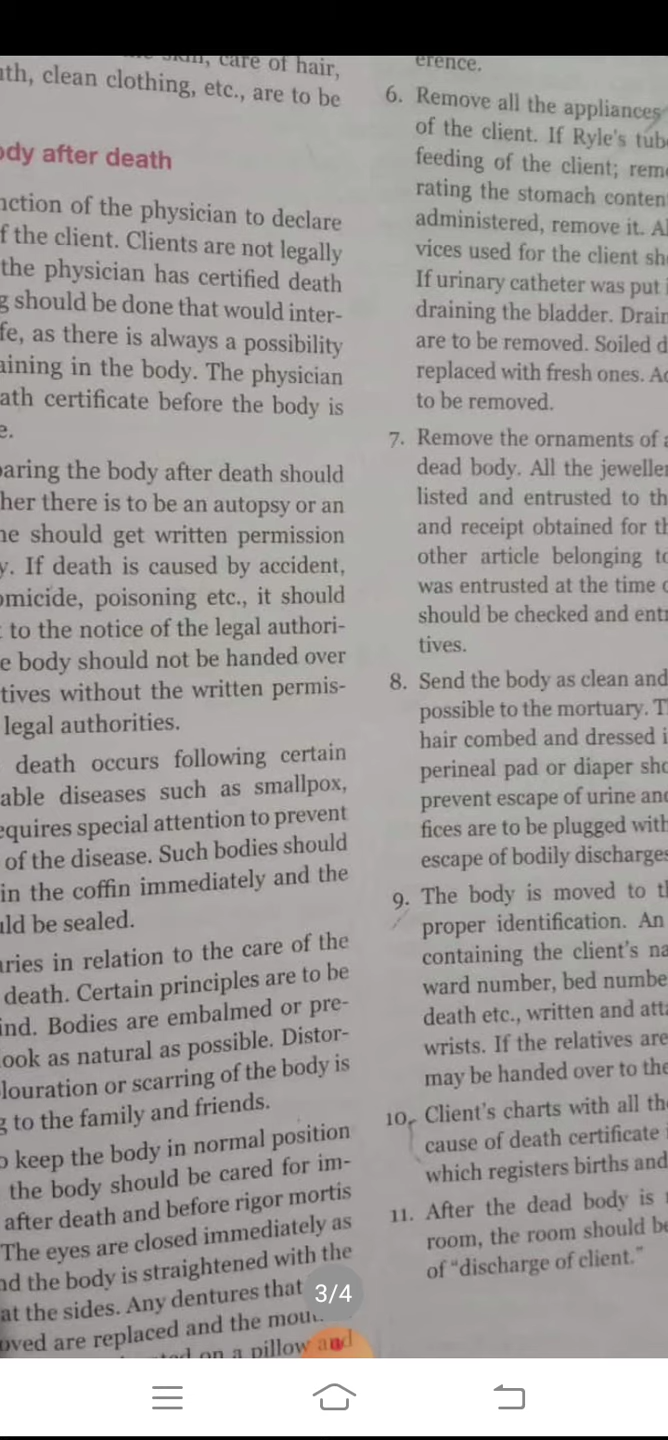 skin, care of hair,
ath, clean clothing, etc., are to be
ody after death
nction of the physician to declare
f the client. Clients are not legally
the physician has certified death
g should be done that would inter-
fe, as there is always a possibility
aining in the body. The physician
ath certificate before the body is
e.
paring the body after death should
her there is to be an autopsy or an
ne should get written permission
y. If death is caused by accident,
omicide, poisoning etc., it should
t to the notice of the legal authori-
e body should not be handed over
tives without the written permis-
legal authorities.
death occurs following certain
able diseases such as smallpox,
equires special attention to prevent
of the disease. Such bodies should
in the coffin immediately and the
uld be sealed.
aries in relation to the care of the
death. Certain principles are to be
ind. Bodies are embalmed or pre-
ook as natural as possible. Distor-
louration or scarring of the body is
g to the family and friends.
o keep the body in normal position
the body should be cared for im-
after death and before rigor mortis
The eyes are closed immediately as
nd the body is straightened with the
at the sides. Any dentures that
oved are replaced and the mou
on a pillow and
erence.
6. Remove all the appliances
of the client. If Ryle's tub
feeding of the client; rem
rating the stomach conten
administered, remove it. Al
vices used for the client sh
If urinary catheter was put i
draining the bladder. Drain
are to be removed. Soiled d
replaced with fresh ones. Ad
to be removed.
7. Remove the ornaments of a
dead body. All the jeweller
listed and entrusted to th
and receipt obtained for th
other article belonging to
was entrusted at the time o
should be checked and entr
tives.
8. Send the body as clean and
possible to the mortuary. T
hair combed and dressed i
perineal pad or diaper sho
prevent escape of urine and
fices are to be plugged with
escape of bodily discharges
9. The body is moved to th
proper identification. An
containing the client's na
ward number, bed numbe
death etc., written and atta
wrists. If the relatives are
may be handed over to the
10. Client's charts with all th
cause of death certificate i
which registers births and
11. After the dead body is r
room, the room should be
of "discharge of client."
3/4